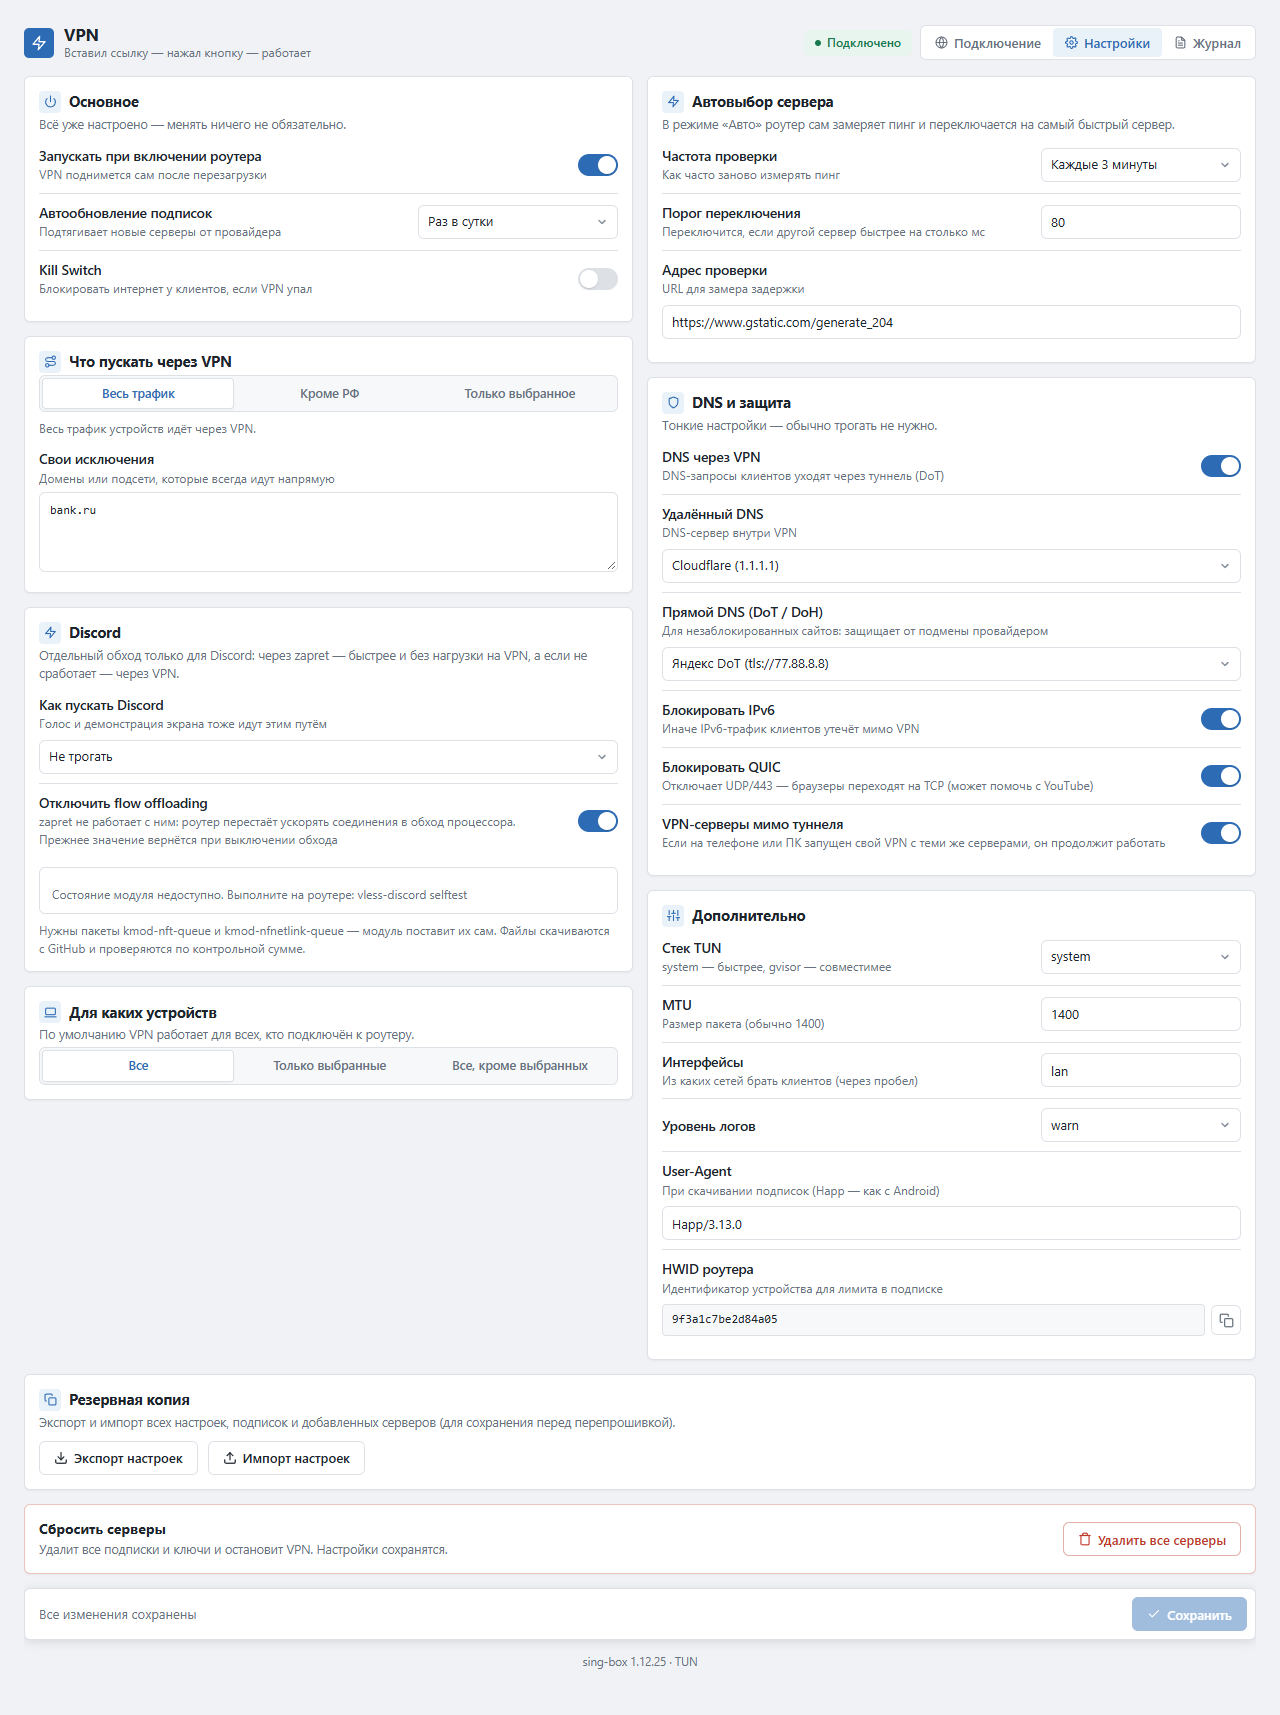 VPN
Вставил ссылку — нажал кнопку — работает
Подключено
Подключение
Настройки
Журнал
Основное
Всё уже настроено — менять ничего не обязательно.
Запускать при включении роутера
VPN поднимется сам после перезагрузки
Автообновление подписок
Подтягивает новые серверы от провайдера
Раз в сутки
Kill Switch
Блокировать интернет у клиентов, если VPN упал
Что пускать через VPN
Весь трафик
Кроме РФ
Только выбранное
Весь трафик устройств идёт через VPN.
Свои исключения
Домены или подсети, которые всегда идут напрямую
bank.ru
Discord
Отдельный обход только для Discord: через zapret — быстрее и без нагрузки на VPN, а если не
сработает — через VPN.
Как пускать Discord
Голос и демонстрация экрана тоже идут этим путём
Не трогать
Отключить flow offloading
zapret не работает с ним: роутер перестаёт ускорять соединения в обход процессора.
Прежнее значение вернётся при выключении обхода
Состояние модуля недоступно. Выполните на роутере: vless-discord selftest
Нужны пакеты kmod-nft-queue и kmod-nfnetlink-queue — модуль поставит их сам. Файлы скачиваются
с GitHub и проверяются по контрольной сумме.
Для каких устройств
По умолчанию VPN работает для всех, кто подключён к роутеру.
Все
Только выбранные
Все, кроме выбранных
Автовыбор сервера
В режиме «Авто» роутер сам замеряет пинг и переключается на самый быстрый сервер.
Частота проверки
Как часто заново измерять пинг
Каждые 3 минуты
Порог переключения
Переключится, если другой сервер быстрее на столько мс
80
Адрес проверки
URL для замера задержки
https://www.gstatic.com/generate_204
DNS и защита
Тонкие настройки — обычно трогать не нужно.
DNS через VPN
DNS-запросы клиентов уходят через туннель (DoT)
Удалённый DNS
DNS-сервер внутри VPN
Cloudflare (1.1.1.1)
Прямой DNS (DoT / DoH)
Для незаблокированных сайтов: защищает от подмены провайдером
Яндекс DoT (tls://77.88.8.8)
Блокировать IPv6
Иначе IPv6-трафик клиентов утечёт мимо VPN
Блокировать QUIC
Отключает UDP/443 — браузеры переходят на TCP (может помочь с YouTube)
VPN-серверы мимо туннеля
Если на телефоне или ПК запущен свой VPN с теми же серверами, он продолжит работать
Дополнительно
Стек TUN
system — быстрее, gvisor — совместимее
system
MTU
Размер пакета (обычно 1400)
1400
Интерфейсы
Из каких сетей брать клиентов (через пробел)
lan
Уровень логов
warn
User-Agent
При скачивании подписок (Happ — как с Android)
Happ/3.13.0
HWID роутера
Идентификатор устройства для лимита в подписке
9f3a1c7be2d84a05
Резервная копия
Экспорт и импорт всех настроек, подписок и добавленных серверов (для сохранения перед перепрошивкой).
Экспорт настроек
Импорт настроек
Сбросить серверы
Удалит все подписки и ключи и остановит VPN. Настройки сохранятся.
Удалить все серверы
Все изменения сохранены
Сохранить
sing-box 1.12.25 · TUN